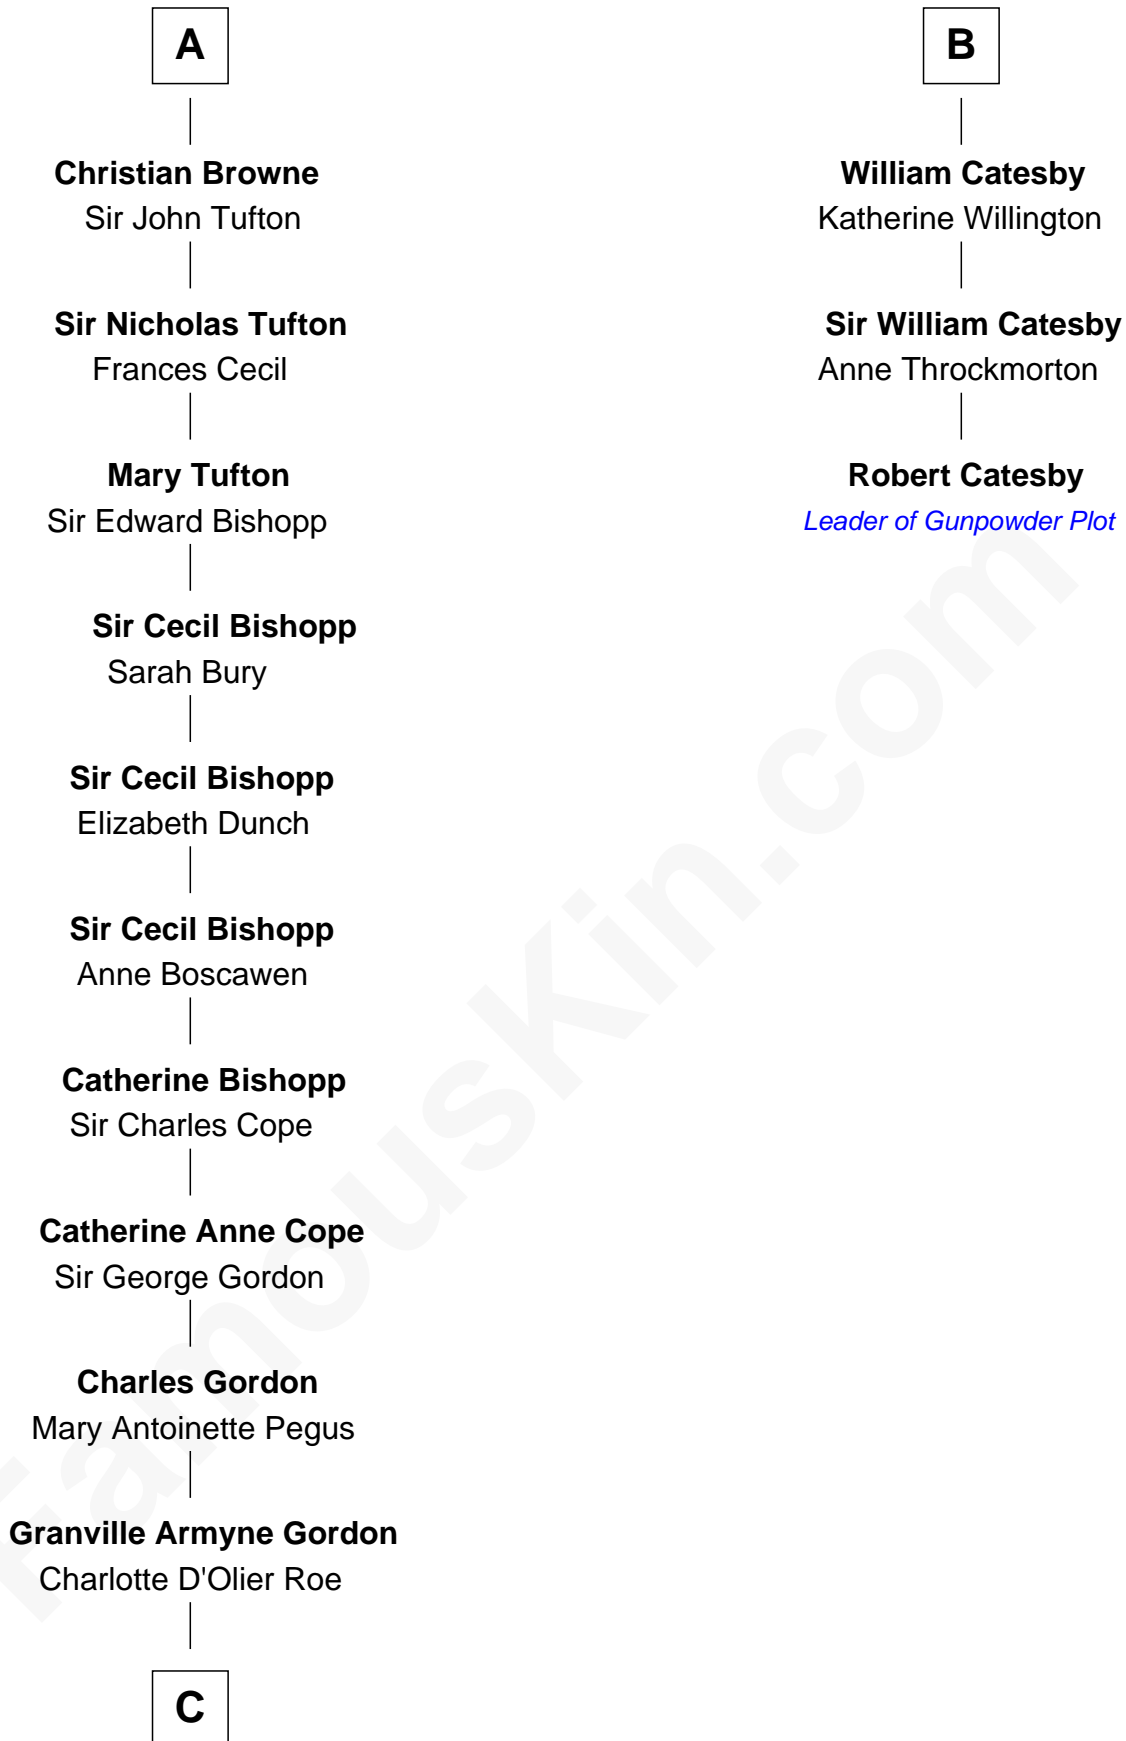 A
Christian Browne
Sir John Tufton
Sir Nicholas Tufton
Frances Cecil
Mary Tufton
Sir Edward Bishopp
Sir Cecil Bishopp
Sarah Bury
Sir Cecil Bishopp
Elizabeth Dunch
Sir Cecil Bishopp
Anne Boscawen
Catherine Bishopp
Sir Charles Cope
Catherine Anne Cope
Sir George Gordon
Charles Gordon
Mary Antoinette Pegus
Granville Armyne Gordon
Charlotte D'Olier Roe
C
B
William Catesby
Katherine Willington
Sir William Catesby
Anne Throckmorton
Robert Catesby
Leader of Gunpowder Plot
FamousKin.com